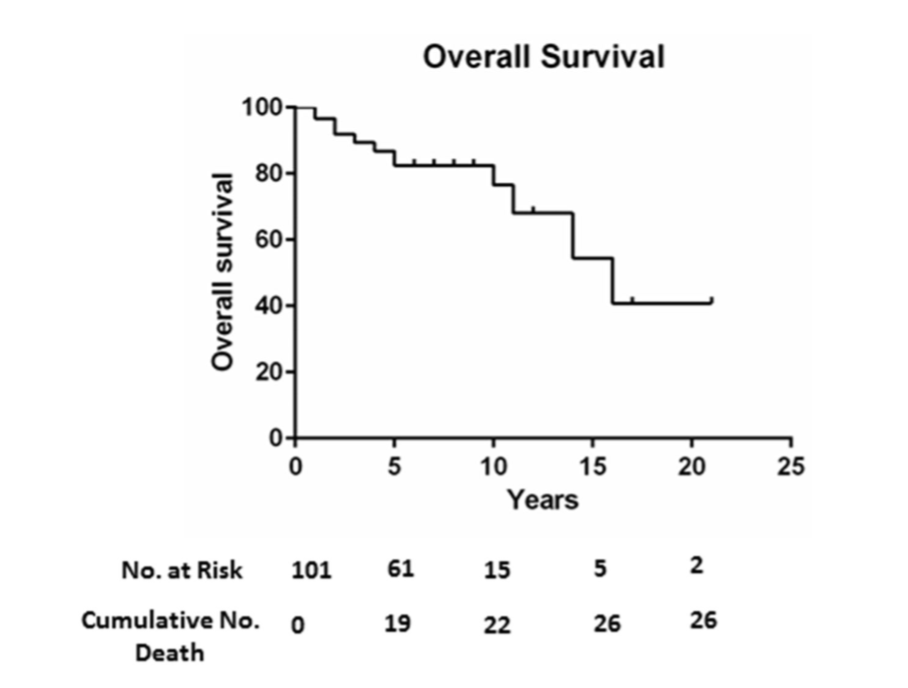 Overall Survival
Overall survival
100
80
60
40
20
0
0 5 10 15 20 25
Years
No. at Risk 101 61 15 5 2
Cumulative No. 0 19 22 26 26
Death